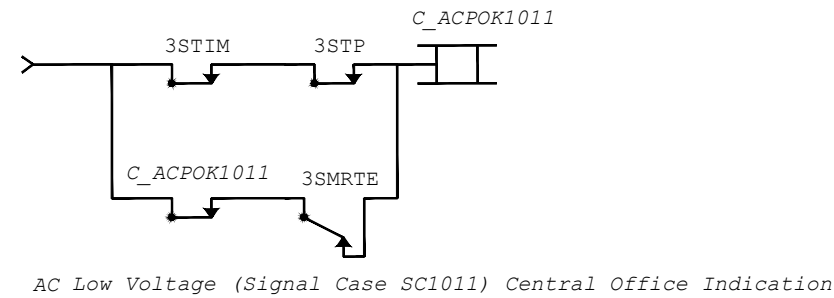 C_ACPOK1011
3STIM
3STP
C_ACPOK1011
3SMRTE
AC Low Voltage (Signal Case SC1011) Central Office Indication